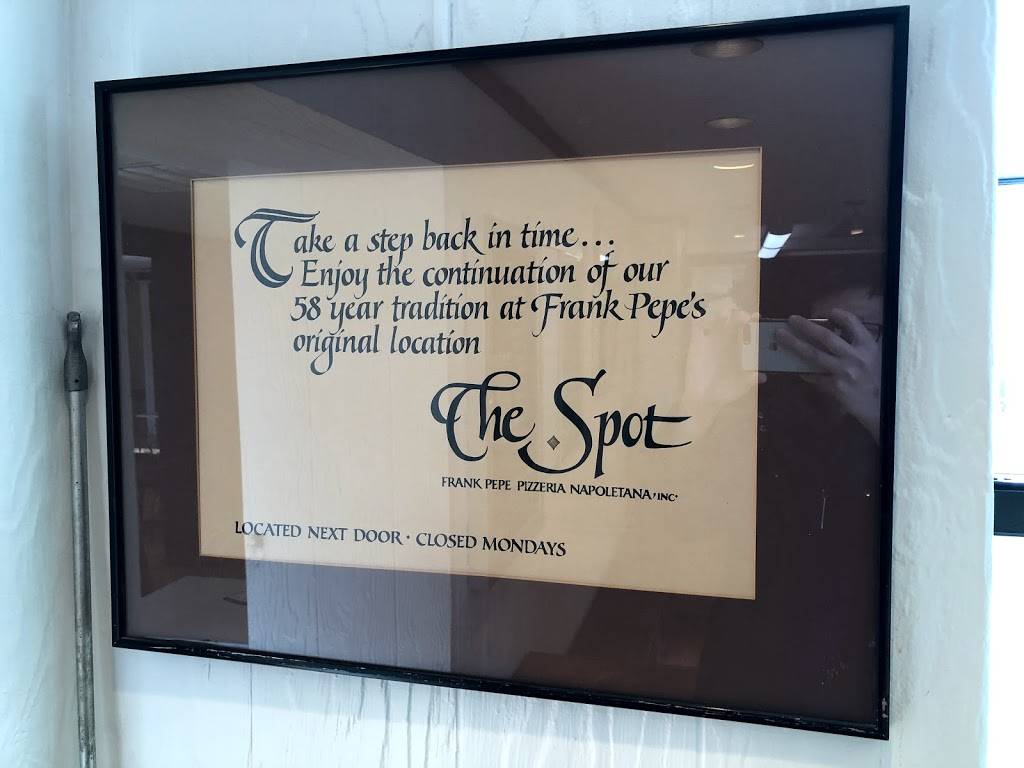 Take a step back in time...
Enjoy the continuation of our
58 year tradition at Frank Pepe's
original location
The Spot
FRANK PEPE PIZZERIA NAPOLETANA, INC.
LOCATED NEXT DOOR · CLOSED MONDAYS